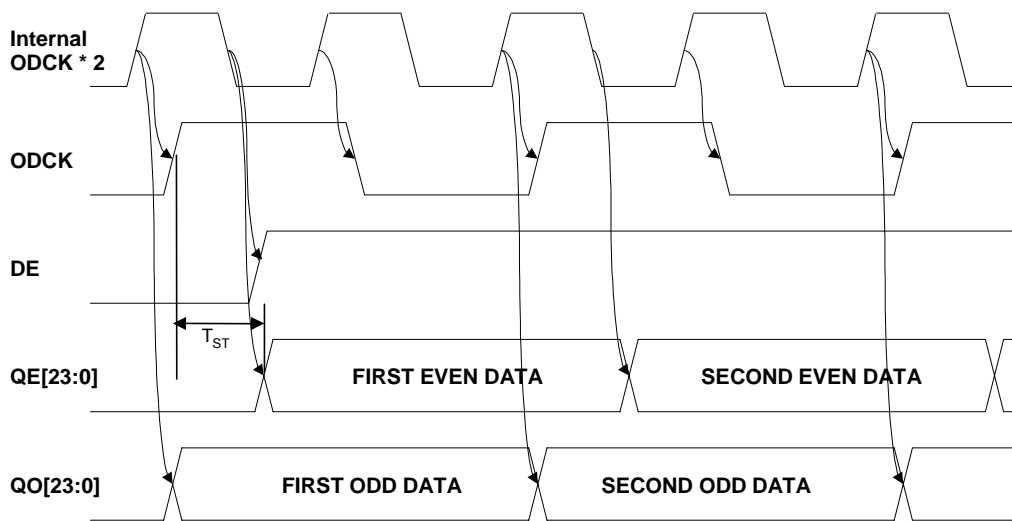 Internal
ODCK * 2
ODCK
DE
T_ST
QE[23:0]
FIRST EVEN DATA
SECOND EVEN DATA
QO[23:0]
FIRST ODD DATA
SECOND ODD DATA